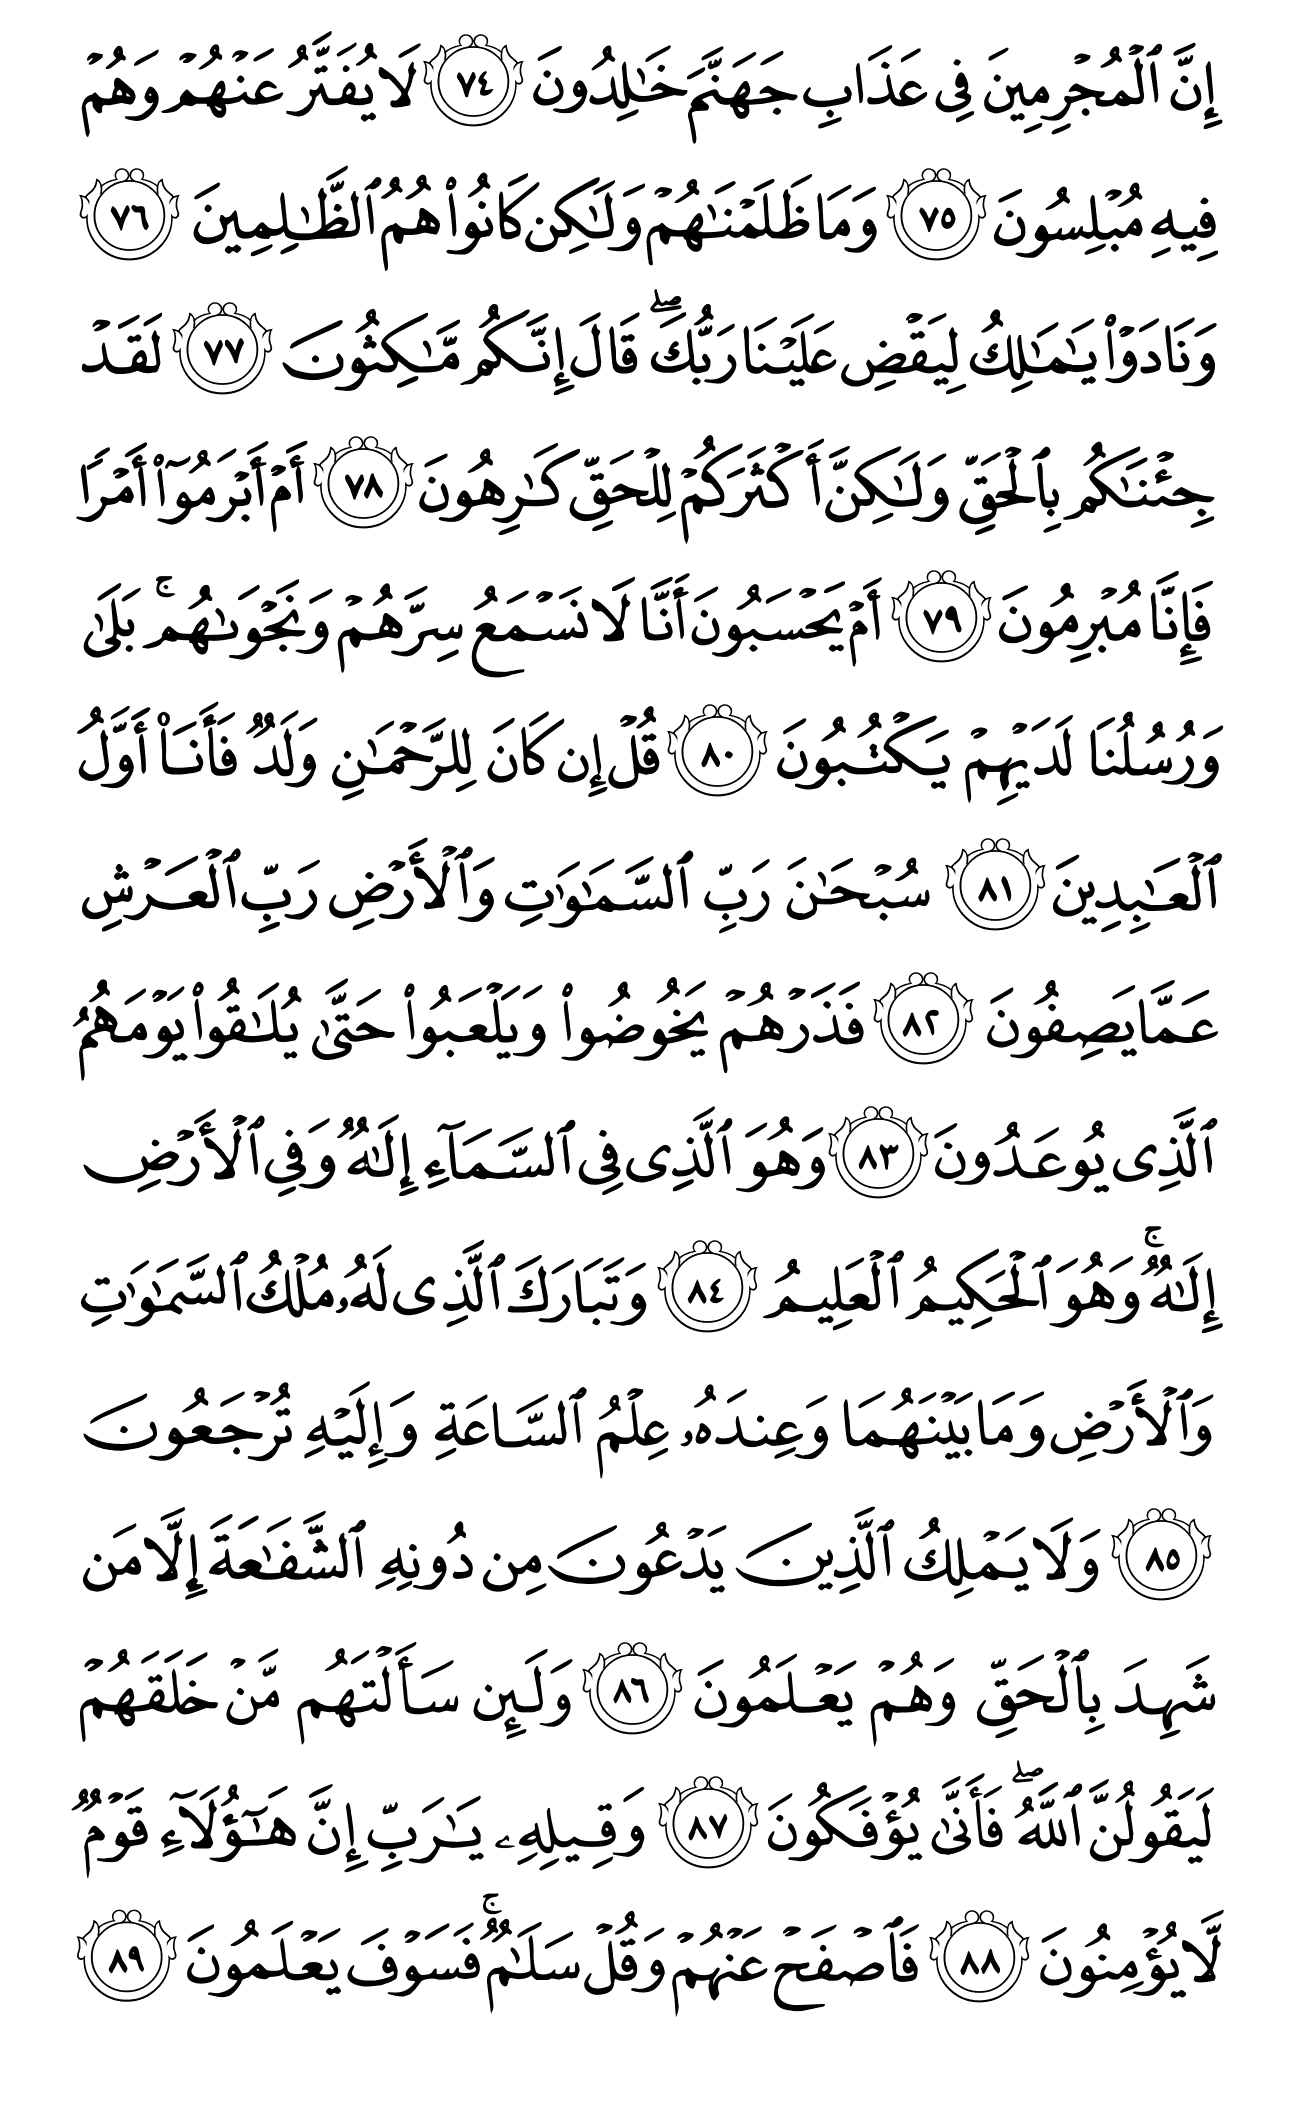 إِنَّ ٱلْمُجْرِمِينَ فِى عَذَابِ جَهَنَّمَ خَٰلِدُونَ ٧٤ لَا يُفَتَّرُ عَنْهُمْ وَهُمْ
فِيهِ مُبْلِسُونَ ٧٥ وَمَا ظَلَمْنَٰهُمْ وَلَٰكِن كَانُوا۟ هُمُ ٱلظَّٰلِمِينَ ٧٦
وَنَادَوْا۟ يَٰمَٰلِكُ لِيَقْضِ عَلَيْنَا رَبُّكَ ۖ قَالَ إِنَّكُم مَّٰكِثُونَ ٧٧ لَقَدْ
جِئْنَٰكُم بِٱلْحَقِّ وَلَٰكِنَّ أَكْثَرَكُمْ لِلْحَقِّ كَٰرِهُونَ ٧٨ أَمْ أَبْرَمُوٓا۟ أَمْرًا
فَإِنَّا مُبْرِمُونَ ٧٩ أَمْ يَحْسَبُونَ أَنَّا لَا نَسْمَعُ سِرَّهُمْ وَنَجْوَىٰهُم ۚ بَلَىٰ
وَرُسُلُنَا لَدَيْهِمْ يَكْتُبُونَ ٨٠ قُلْ إِن كَانَ لِلرَّحْمَٰنِ وَلَدٌ فَأَنَا۠ أَوَّلُ
ٱلْعَٰبِدِينَ ٨١ سُبْحَٰنَ رَبِّ ٱلسَّمَٰوَٰتِ وَٱلْأَرْضِ رَبِّ ٱلْعَرْشِ
عَمَّا يَصِفُونَ ٨٢ فَذَرْهُمْ يَخُوضُوا۟ وَيَلْعَبُوا۟ حَتَّىٰ يُلَٰقُوا۟ يَوْمَهُمُ
ٱلَّذِى يُوعَدُونَ ٨٣ وَهُوَ ٱلَّذِى فِى ٱلسَّمَآءِ إِلَٰهٌ وَفِى ٱلْأَرْضِ
إِلَٰهٌ ۚ وَهُوَ ٱلْحَكِيمُ ٱلْعَلِيمُ ٨٤ وَتَبَارَكَ ٱلَّذِى لَهُۥ مُلْكُ ٱلسَّمَٰوَٰتِ
وَٱلْأَرْضِ وَمَا بَيْنَهُمَا وَعِندَهُۥ عِلْمُ ٱلسَّاعَةِ وَإِلَيْهِ تُرْجَعُونَ
٨٥ وَلَا يَمْلِكُ ٱلَّذِينَ يَدْعُونَ مِن دُونِهِ ٱلشَّفَٰعَةَ إِلَّا مَن
شَهِدَ بِٱلْحَقِّ وَهُمْ يَعْلَمُونَ ٨٦ وَلَئِن سَأَلْتَهُم مَّنْ خَلَقَهُمْ
لَيَقُولُنَّ ٱللَّهُ ۖ فَأَنَّىٰ يُؤْفَكُونَ ٨٧ وَقِيلِهِۦ يَٰرَبِّ إِنَّ هَٰٓؤُلَآءِ قَوْمٌ
لَّا يُؤْمِنُونَ ٨٨ فَٱصْفَحْ عَنْهُمْ وَقُلْ سَلَٰمٌ ۚ فَسَوْفَ يَعْلَمُونَ ٨٩